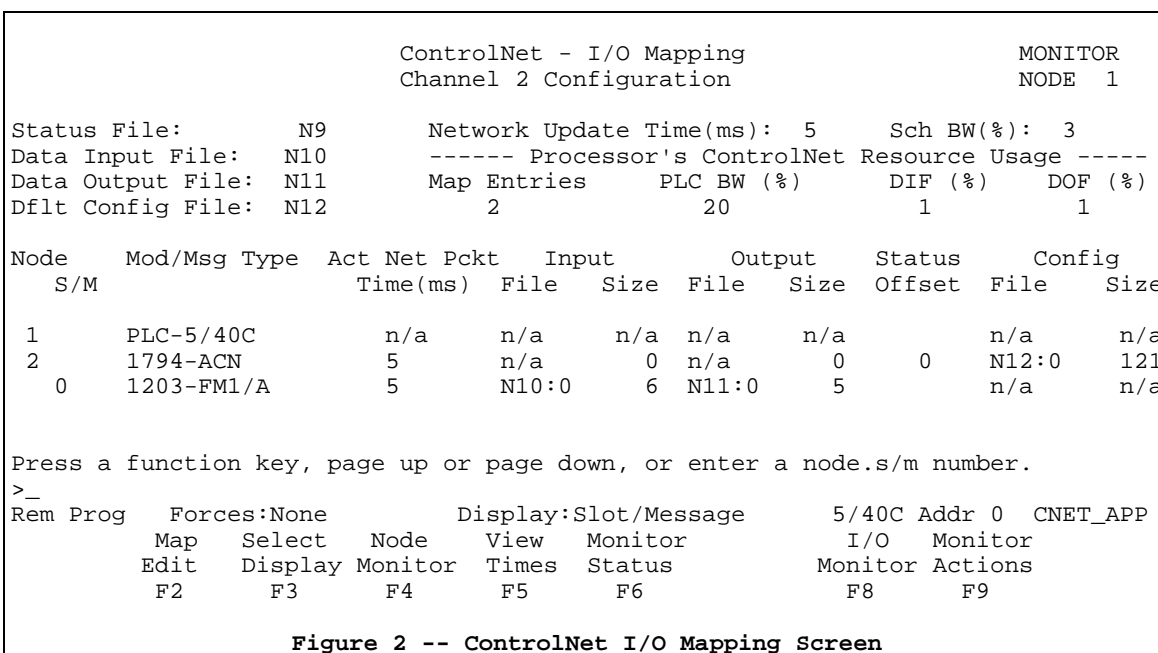 ControlNet - I/O Mapping MONITOR
Channel 2 Configuration NODE 1
Status File: N9 Network Update Time(ms): 5 Sch BW(%): 3
Data Input File: N10 ------ Processor's ControlNet Resource Usage -----
Data Output File: N11 Map Entries PLC BW (%) DIF (%) DOF (%)
Dflt Config File: N12 2 20 1 1
Node Mod/Msg Type Act Net Pckt Input Output Status Config
S/M Time(ms) File Size File Size Offset File Size
1 PLC-5/40C n/a n/a n/a n/a n/a n/a n/a
2 1794-ACN 5 n/a 0 n/a 0 0 N12:0 121
0 1203-FM1/A 5 N10:0 6 N11:0 5 n/a n/a
Press a function key, page up or page down, or enter a node.s/m number.
>_
Rem Prog Forces:None Display:Slot/Message 5/40C Addr 0 CNET_APP
Map Select Node View Monitor I/O Monitor
Edit Display Monitor Times Status Monitor Actions
F2 F3 F4 F5 F6 F8 F9
Figure 2 -- ControlNet I/O Mapping Screen